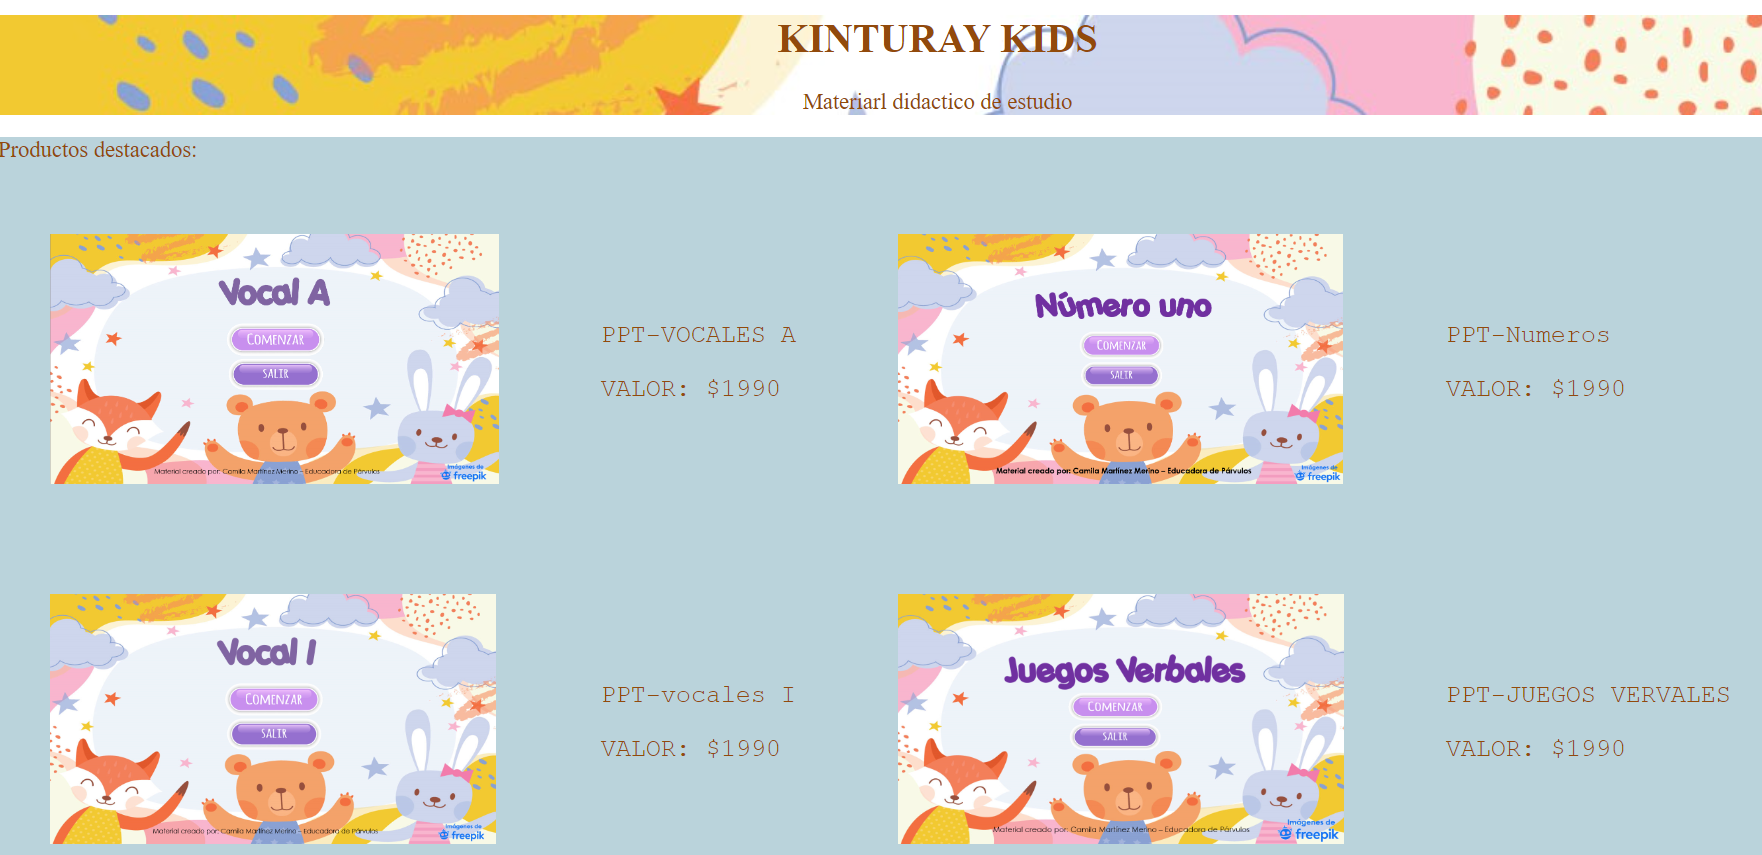 KINTURAY KIDS
Materiarl didactico de estudio
Productos destacados:
Vocal A
COMENZAR
SALIR
Material creado por: Camila Martínez Merino – Educadora de Párvulos
Imágenes de
freepik
PPT-VOCALES A
VALOR: $1990
Número uno
COMENZAR
SALIR
Material creado por: Camila Martínez Merino – Educadora de Párvulos
Imágenes de
freepik
PPT-Numeros
VALOR: $1990
Vocal I
COMENZAR
SALIR
Material creado por: Camila Martínez Merino – Educadora de Párvulos
Imágenes de
freepik
PPT-vocales I
VALOR: $1990
Juegos Verbales
COMENZAR
SALIR
Material creado por: Camila Martínez Merino – Educadora de Párvulos
Imágenes de
freepik
PPT-JUEGOS VERVALES
VALOR: $1990